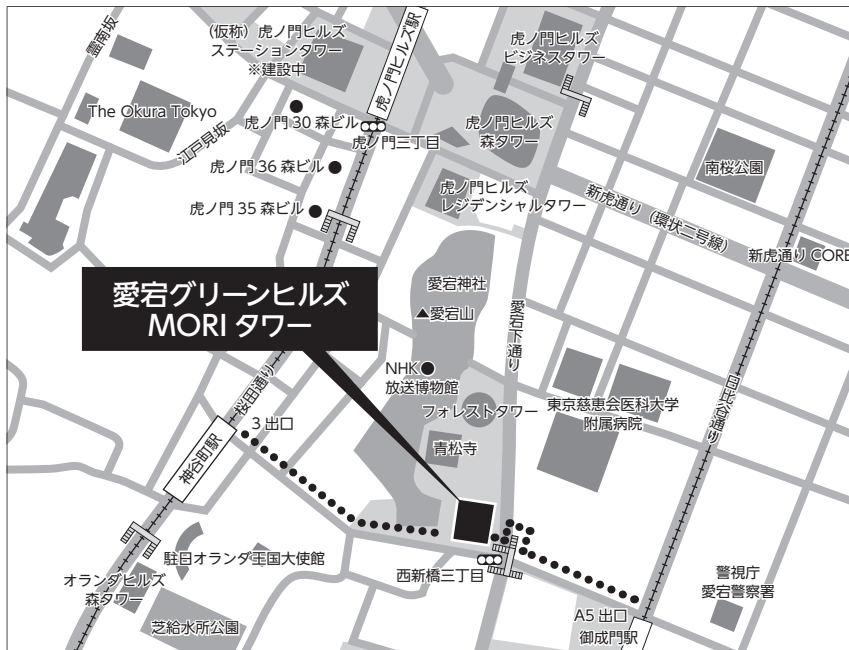 霊南坂
(仮称)虎ノ門ヒルズ
ステーションタワー
※建設中
虎ノ門ヒルズ駅
虎ノ門ヒルズ
ビジネスタワー
The Okura Tokyo
江戸見坂
虎ノ門 30 森ビル
虎ノ門三丁目
虎ノ門ヒルズ
森タワー
南桜公園
虎ノ門 36 森ビル
虎ノ門ヒルズ
レジデンシャルタワー
虎ノ門 35 森ビル
新虎通り(環状二号線)
新虎通り CORE
愛宕神社
▲愛宕山
愛宕グリーンヒルズ
MORI タワー
愛宕下通り
NHK
放送博物館
桜田通り
日比谷通り
フォレストタワー
東京慈恵会医科大学
附属病院
3 出口
青松寺
神谷町駅
駐日オランダ王国大使館
西新橋三丁目
オランダヒルズ
森タワー
警視庁
愛宕警察署
芝給水所公園
A5 出口
御成門駅